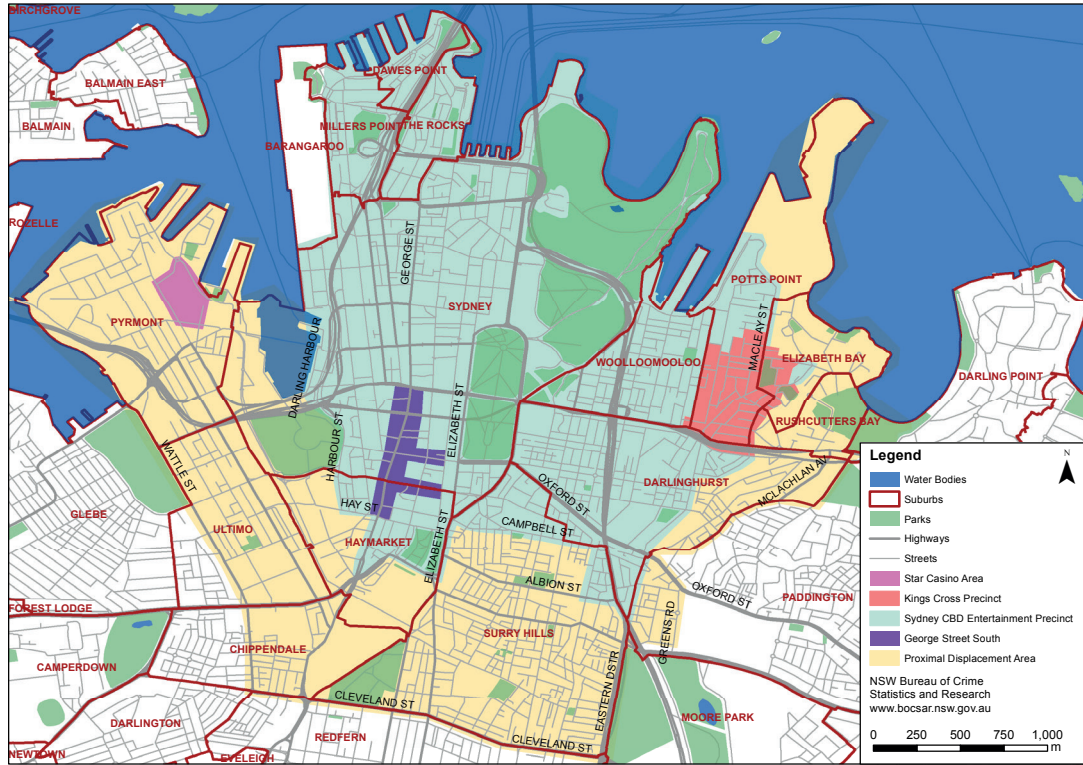 BIRCHGROVE
BALMAIN EAST
BALMAIN
DAWES POINT
MILLERS POINT
THE ROCKS
BARANGAROO
ROZELLE
GEORGE ST
POTTS POINT
SYDNEY
PYRMONT
DARLING HARBOUR
MACLEAY ST
WOOLLOOMOOLOO
ELIZABETH BAY
DARLING POINT
ELIZABETH ST
HARBOUR ST
RUSHCUTTERS BAY
WATTLE ST
OXFORD ST
DARLINGHURST
MCLACHLAN AV
GLEBE
HAY ST
ULTIMO
CAMPBELL ST
HAYMARKET
ELIZABETH ST
ALBION ST
OXFORD ST
PADDINGTON
FOREST LODGE
SURRY HILLS
GREENS RD
CHIPPENDALE
CAMPERDOWN
CLEVELAND ST
EASTERN DSTR
MOORE PARK
DARLINGTON
REDFERN
CLEVELAND ST
NEWTOWN
EVELEIGH
Legend
N
Water Bodies
Suburbs
Parks
Highways
Streets
Star Casino Area
Kings Cross Precinct
Sydney CBD Entertainment Precinct
George Street South
Proximal Displacement Area
NSW Bureau of Crime
Statistics and Research
www.bocsar.nsw.gov.au
0 250 500 750 1,000
m